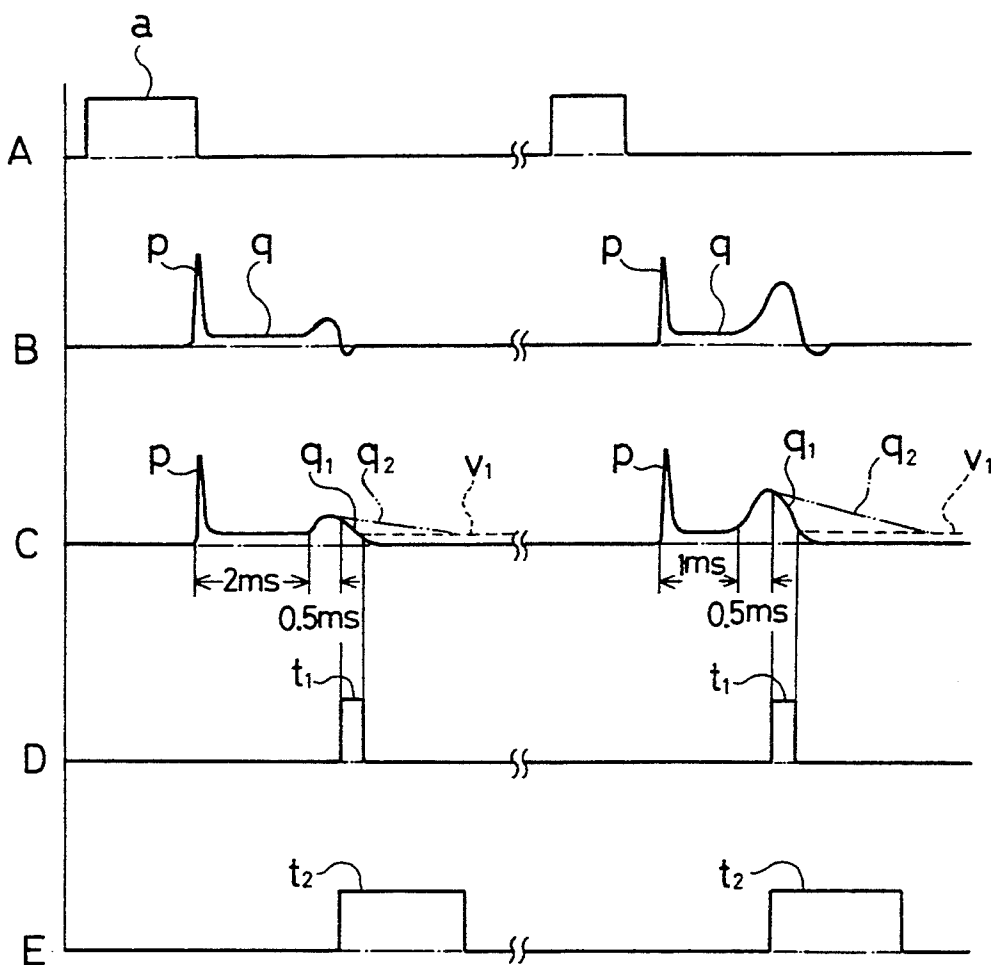 a
A
p q p q
B
p q₁ q₂ v₁ p q₁ q₂ v₁
C
2ms 1ms
0.5ms 0.5ms
t₁ t₁
D
t₂ t₂
E